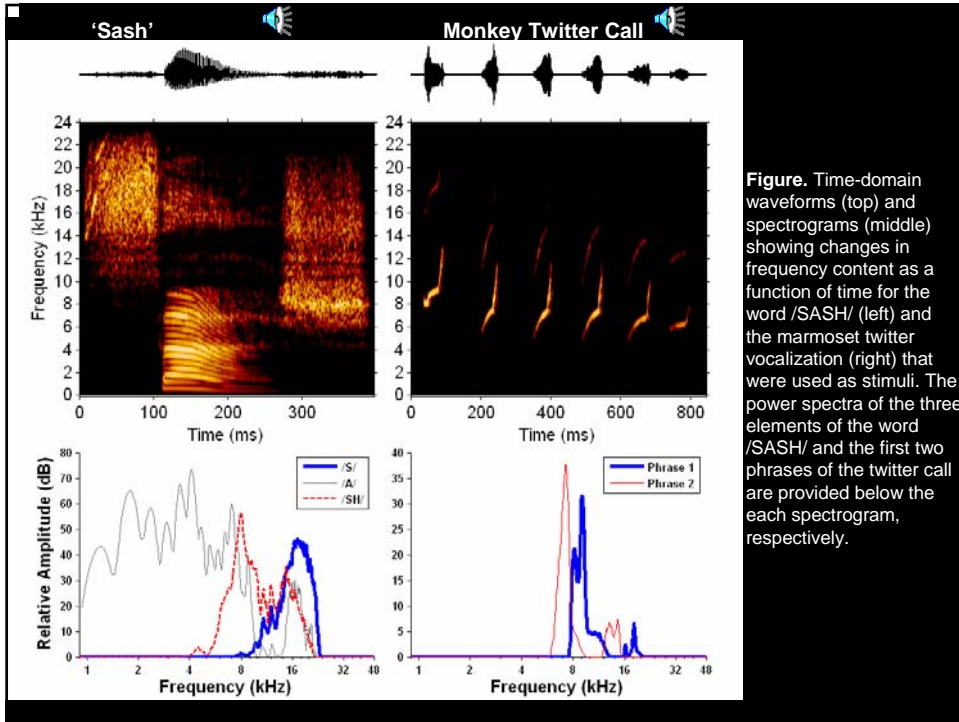 ‘Sash’
Monkey Twitter Call
24
22
20
18
16
14
12
10
8
6
4
2
0
Frequency (kHz)
0 100 200 300
Time (ms)
24
22
20
18
16
14
12
10
8
6
4
2
0
0 200 400 600 800
Time (ms)
80
70
60
50
40
30
20
10
0
Relative Amplitude (dB)
/S/
/A/
/SH/
1 2 4 8 16 32 48
Frequency (kHz)
40
35
30
25
20
15
10
5
0
Phrase 1
Phrase 2
1 2 4 8 16 32 48
Frequency (kHz)
Figure. Time-domain
waveforms (top) and
spectrograms (middle)
showing changes in
frequency content as a
function of time for the
word /SASH/ (left) and
the marmoset twitter
vocalization (right) that
were used as stimuli. The
power spectra of the three
elements of the word
/SASH/ and the first two
phrases of the twitter call
are provided below the
each spectrogram,
respectively.